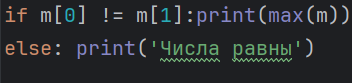 if m[0] != m[1]:print(max(m))
else: print('Числа равны')